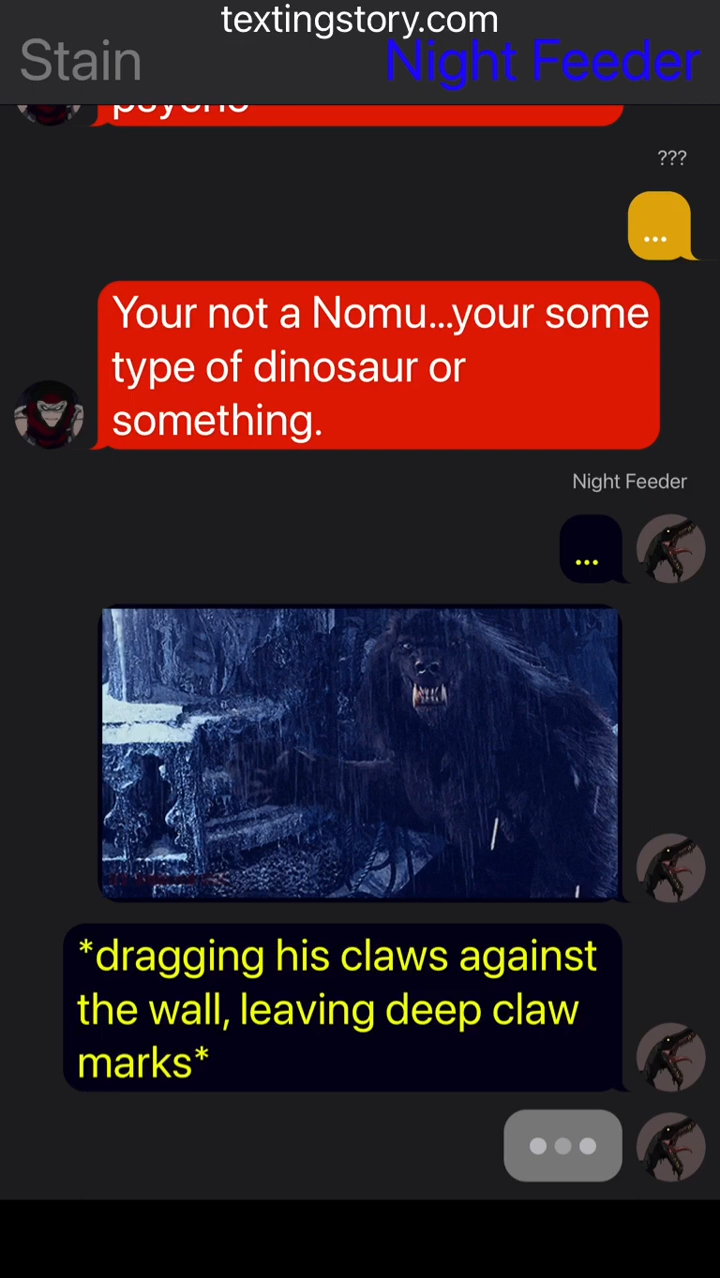 textingstory.com
Stain
Night Feeder
psycho
???
...
Your not a Nomu...your some
type of dinosaur or
something.
Night Feeder
...
*dragging his claws against
the wall, leaving deep claw
marks*